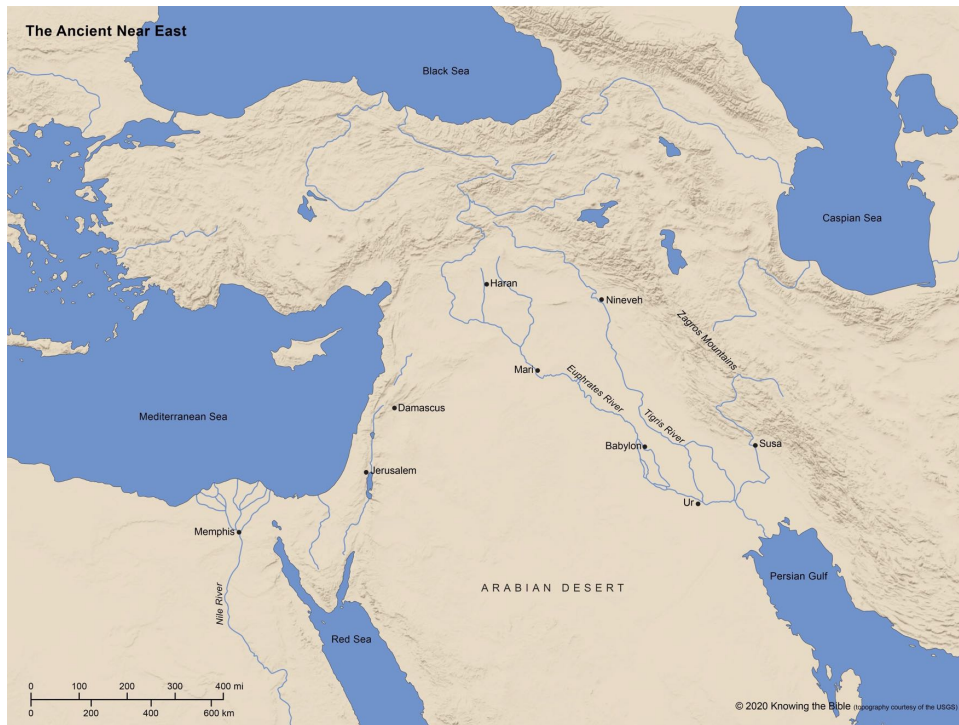 The Ancient Near East
Black Sea
Caspian Sea
Haran
Nineveh
Zagros Mountains
Mari
Euphrates River
Mediterranean Sea
Damascus
Tigris River
Babylon
Susa
Jerusalem
Ur
Memphis
Persian Gulf
ARABIAN DESERT
Nile River
Red Sea
0 100 200 300 400 mi
0 200 400 600 km
© 2020 Knowing the Bible (topography courtesy of the USGS)